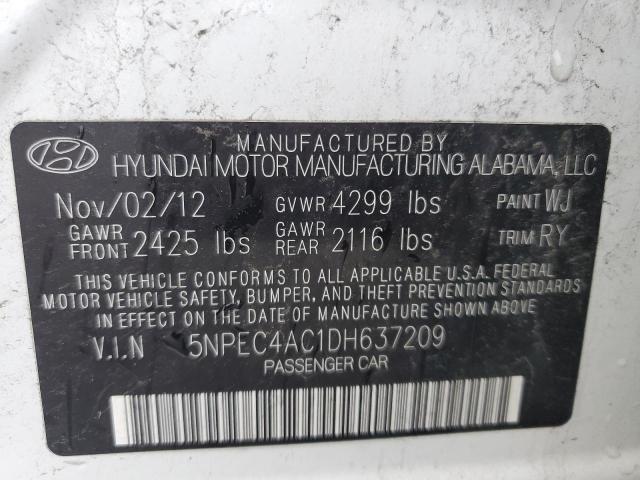 MANUFACTURED BY
HYUNDAI MOTOR MANUFACTURING ALABAMA, LLC
Nov/02/12 GVWR 4299 lbs PAINT WJ
GAWR FRONT 2425 lbs GAWR REAR 2116 lbs TRIM RY
THIS VEHICLE CONFORMS TO ALL APPLICABLE U.S.A. FEDERAL
MOTOR VEHICLE SAFETY, BUMPER, AND THEFT PREVENTION STANDARDS
IN EFFECT ON THE DATE OF MANUFACTURE SHOWN ABOVE.
V.I.N 5NPEC4AC1DH637209
PASSENGER CAR